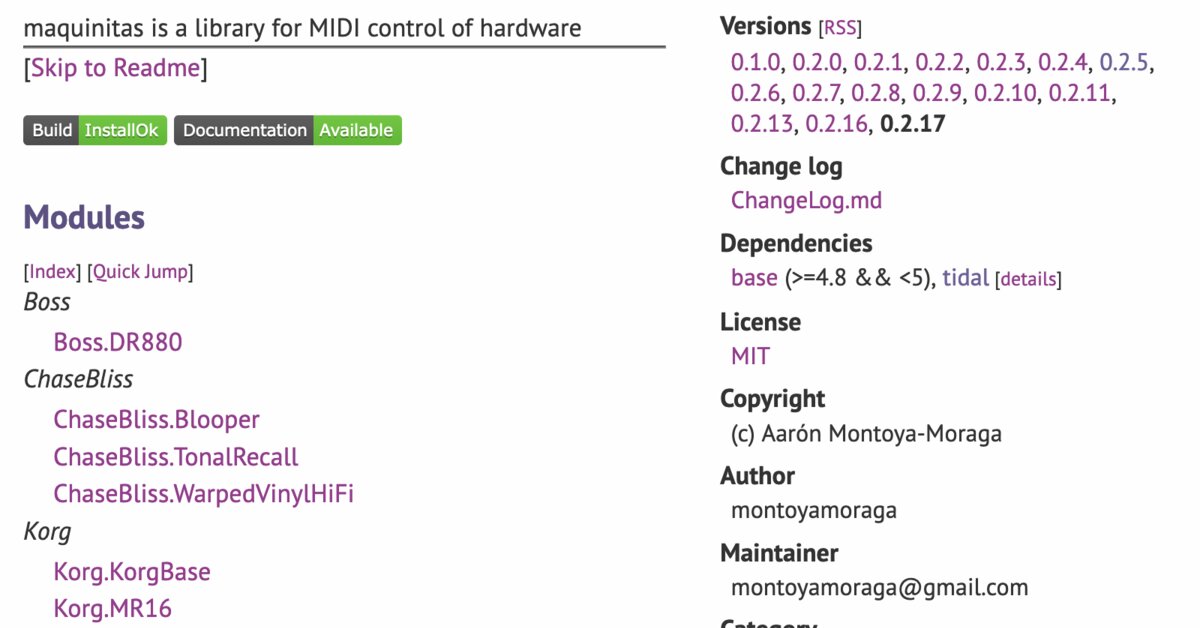 maquinitas is a library for MIDI control of hardware
[Skip to Readme]
Build InstallOk Documentation Available
Modules
[Index] [Quick Jump]
Boss
Boss.DR880
ChaseBliss
ChaseBliss.Blooper
ChaseBliss.TonalRecall
ChaseBliss.WarpedVinylHiFi
Korg
Korg.KorgBase
Korg.MR16
Versions [RSS]
0.1.0, 0.2.0, 0.2.1, 0.2.2, 0.2.3, 0.2.4, 0.2.5,
0.2.6, 0.2.7, 0.2.8, 0.2.9, 0.2.10, 0.2.11,
0.2.13, 0.2.16, 0.2.17
Change log
ChangeLog.md
Dependencies
base (>=4.8 && <5), tidal [details]
License
MIT
Copyright
(c) Aarón Montoya-Moraga
Author
montoyamoraga
Maintainer
montoyamoraga@gmail.com
Category